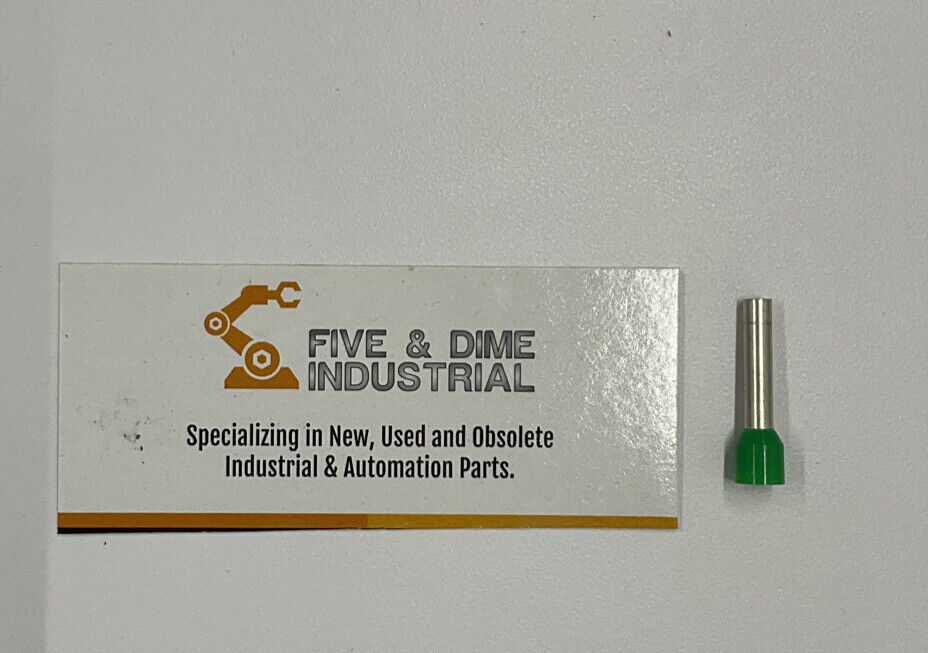 FIVE & DIME
INDUSTRIAL
Specializing in New, Used and Obsolete
Industrial & Automation Parts.